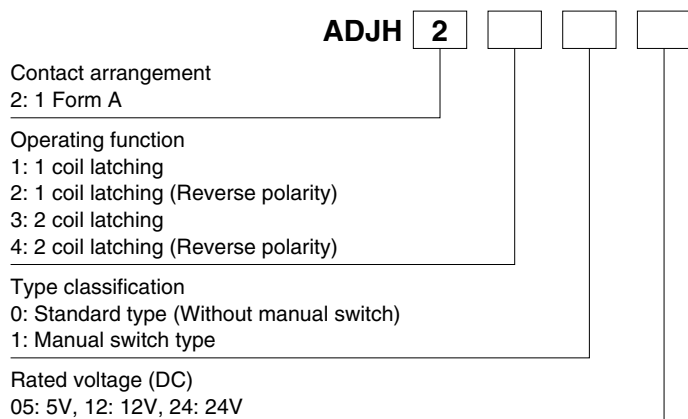 ADJH 2
Contact arrangement
2: 1 Form A
Operating function
1: 1 coil latching
2: 1 coil latching (Reverse polarity)
3: 2 coil latching
4: 2 coil latching (Reverse polarity)
Type classification
0: Standard type (Without manual switch)
1: Manual switch type
Rated voltage (DC)
05: 5V, 12: 12V, 24: 24V